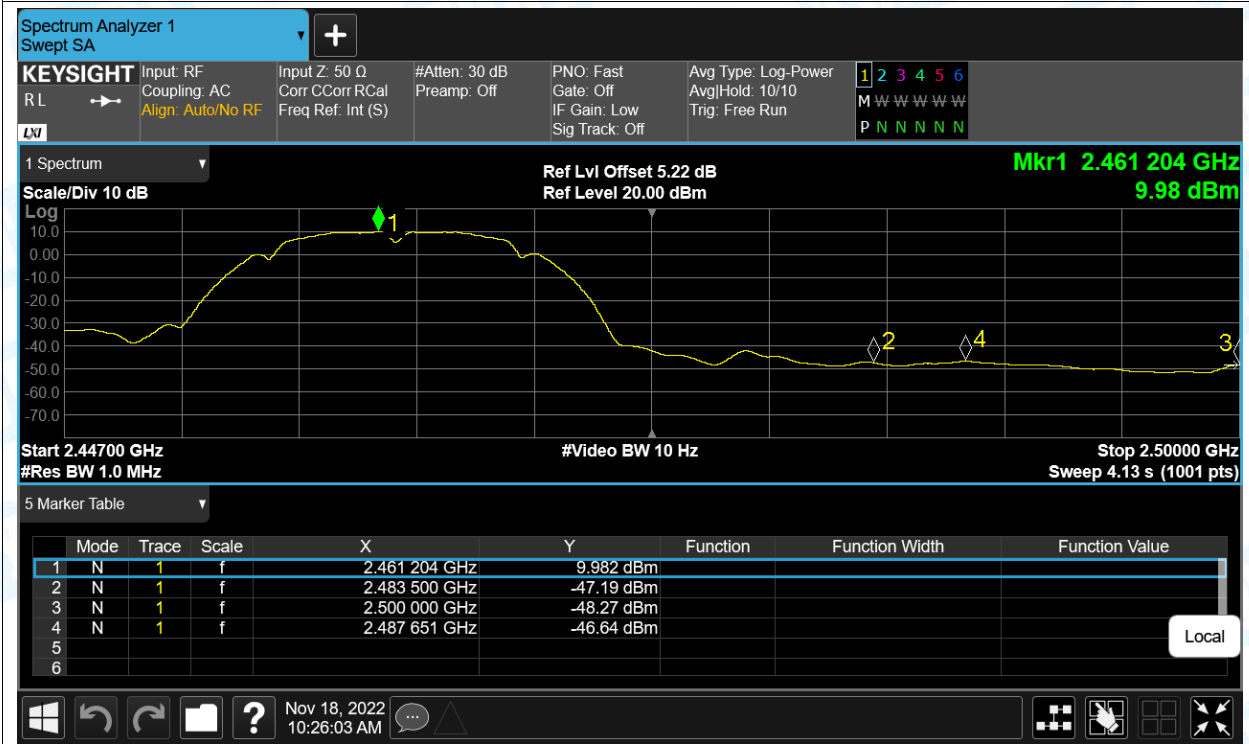 Spectrum Analyzer 1
Swept SA
KEYSIGHT
R L
LXI
Input: RF
Coupling: AC
Align: Auto/No RF
Input Z: 50 Ω
Corr CCorr RCal
Freq Ref: Int (S)
#Atten: 30 dB
Preamp: Off
PNO: Fast
Gate: Off
IF Gain: Low
Sig Track: Off
Avg Type: Log-Power
Avg|Hold: 10/10
Trig: Free Run
1 2 3 4 5 6
M W W W W W
P N N N N N
1 Spectrum
Scale/Div 10 dB
Ref Lvl Offset 5.22 dB
Ref Level 20.00 dBm
Mkr1 2.461 204 GHz
9.98 dBm
Log
10.0
0.00
-10.0
-20.0
-30.0
-40.0
-50.0
-60.0
-70.0
1
2
4
3
Start 2.44700 GHz
#Res BW 1.0 MHz
#Video BW 10 Hz
Stop 2.50000 GHz
Sweep 4.13 s (1001 pts)
5 Marker Table
Mode Trace Scale X Y Function Function Width Function Value
1 N 1 f 2.461 204 GHz 9.982 dBm
2 N 1 f 2.483 500 GHz -47.19 dBm
3 N 1 f 2.500 000 GHz -48.27 dBm
4 N 1 f 2.487 651 GHz -46.64 dBm
5
6
Local
?
Nov 18, 2022
10:26:03 AM